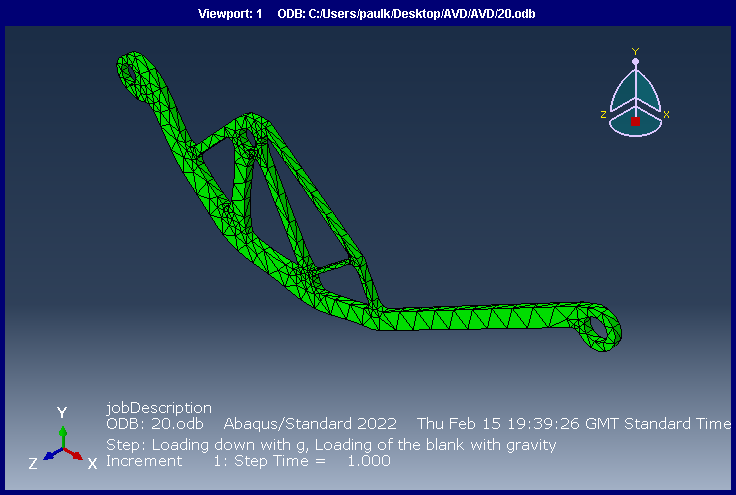 Viewport: 1 ODB: C:/Users/paulk/Desktop/AVD/AVD/20.odb
Y
Z X
jobDescription
Y
ODB: 20.odb Abaqus/Standard 2022 Thu Feb 15 19:39:26 GMT Standard Time
Step: Loading down with g, Loading of the blank with gravity
Z X Increment 1: Step Time = 1.000